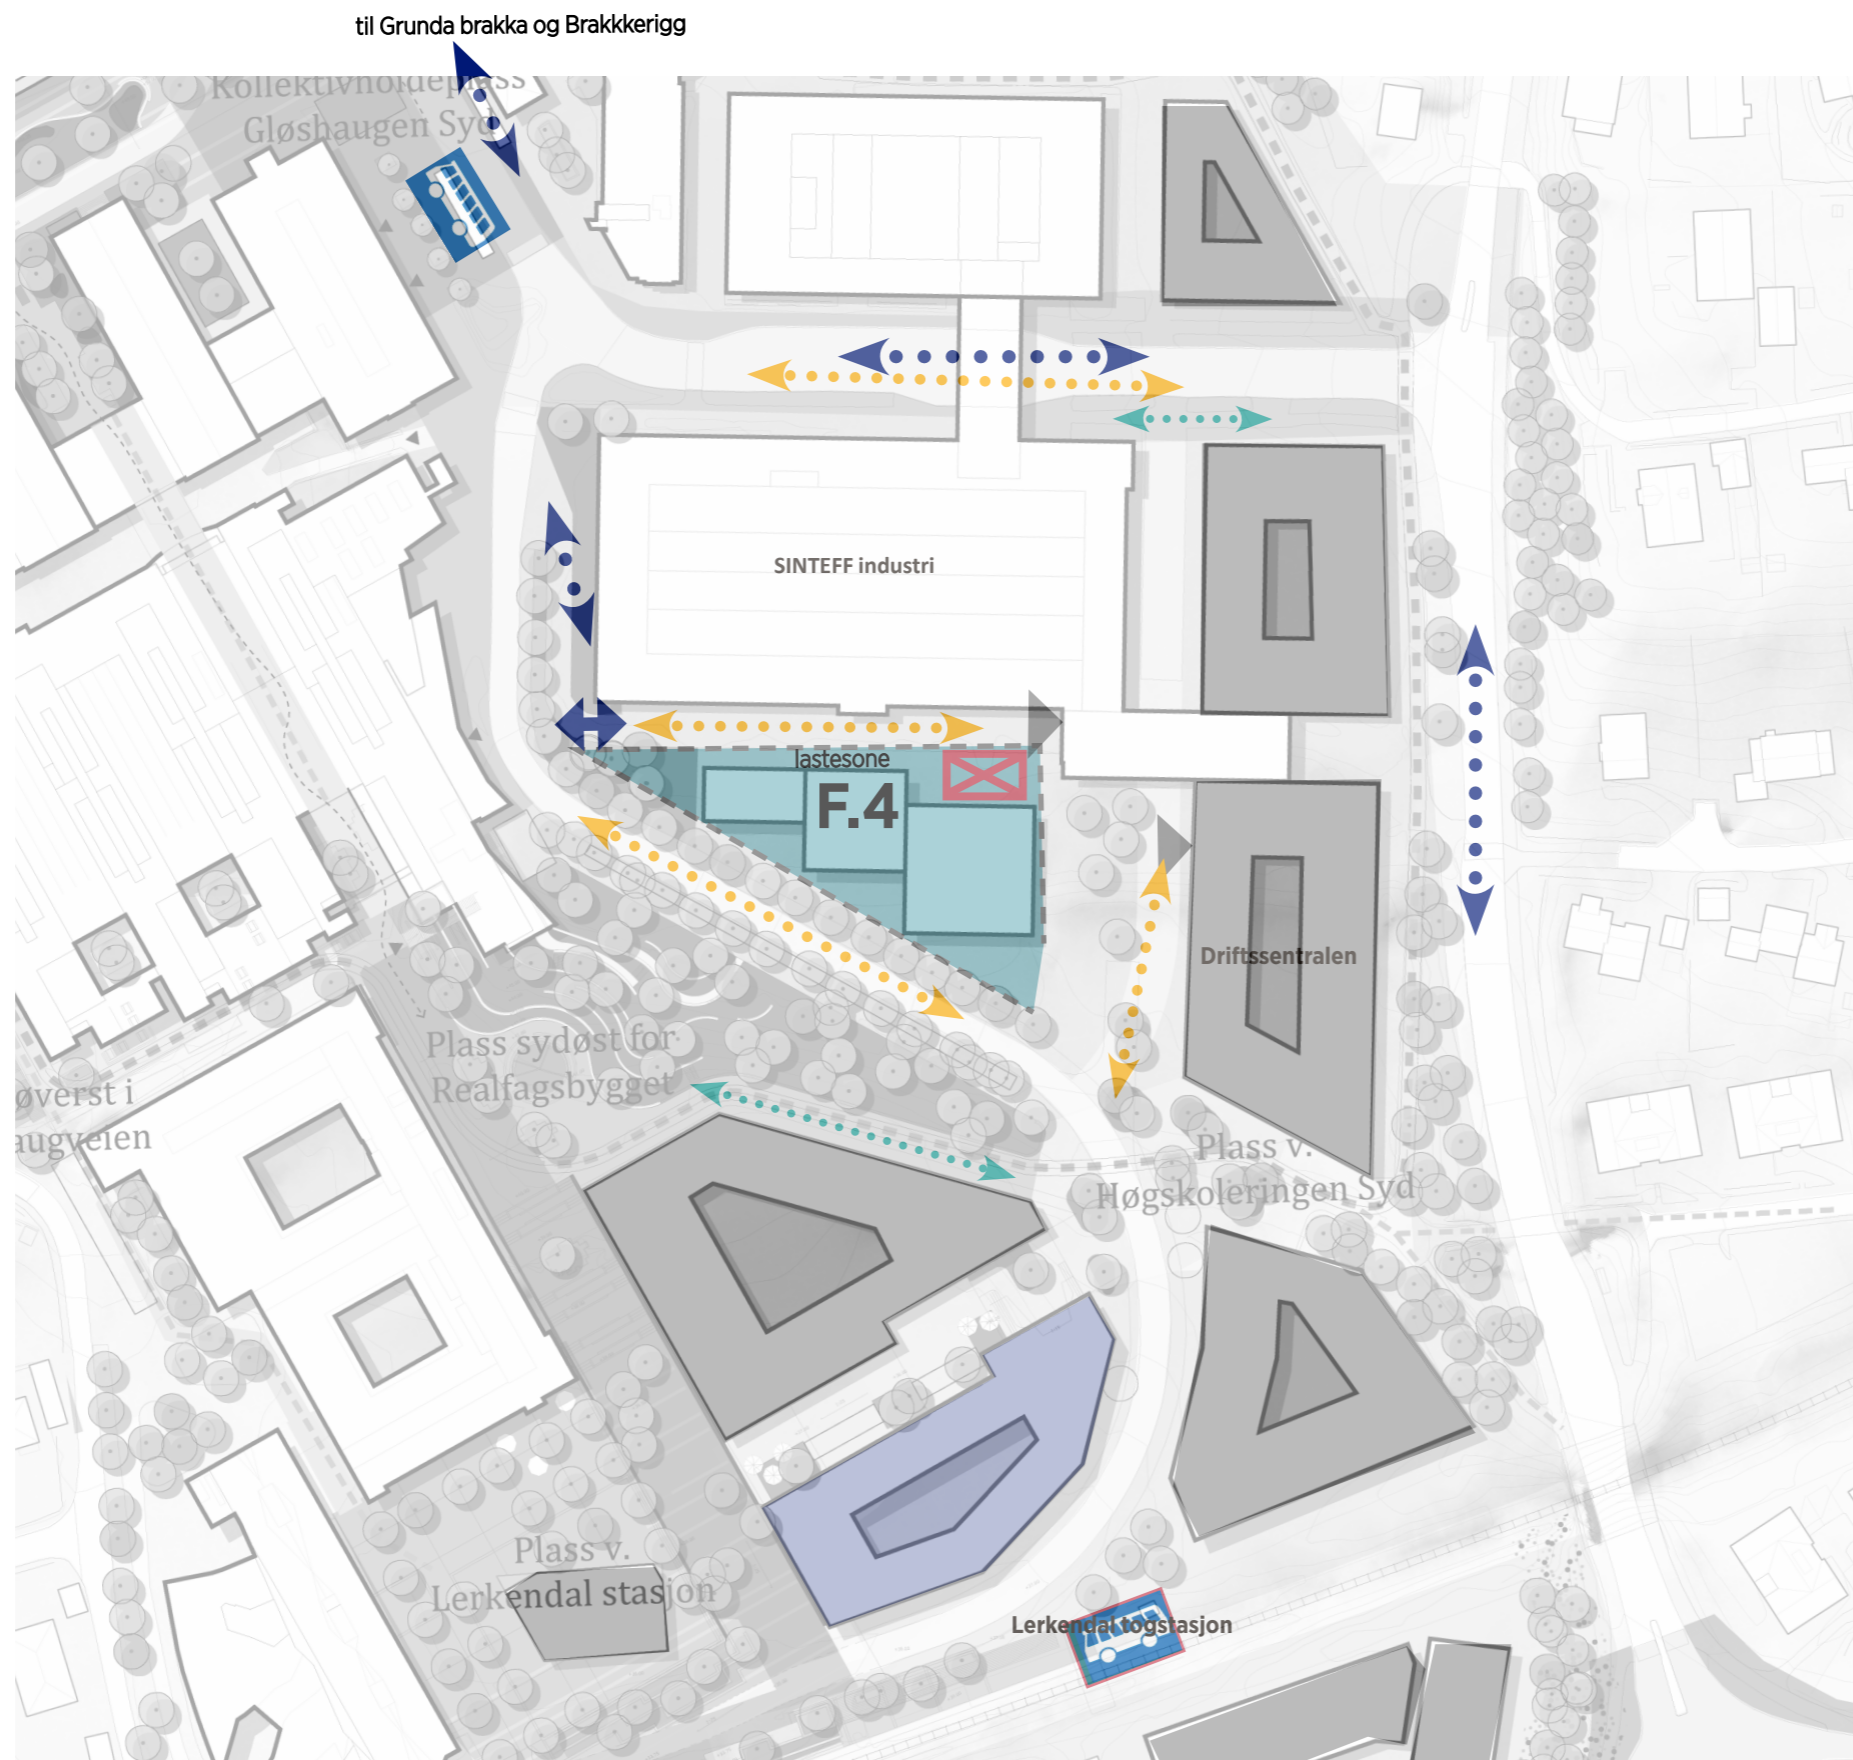 til Grunda brakka og Brakkkerigg
Kollektivholdeplass
Gløshaugen Syd
SINTEFF industri
lastesone
F.4
Driftssentralen
Plass sydøst for
Realfagsbygget
øverst i
augveien
Plass v.
Høgskoleringen Syd
Plass v.
Lerkendal stasjon
Lerkendal togstasjon